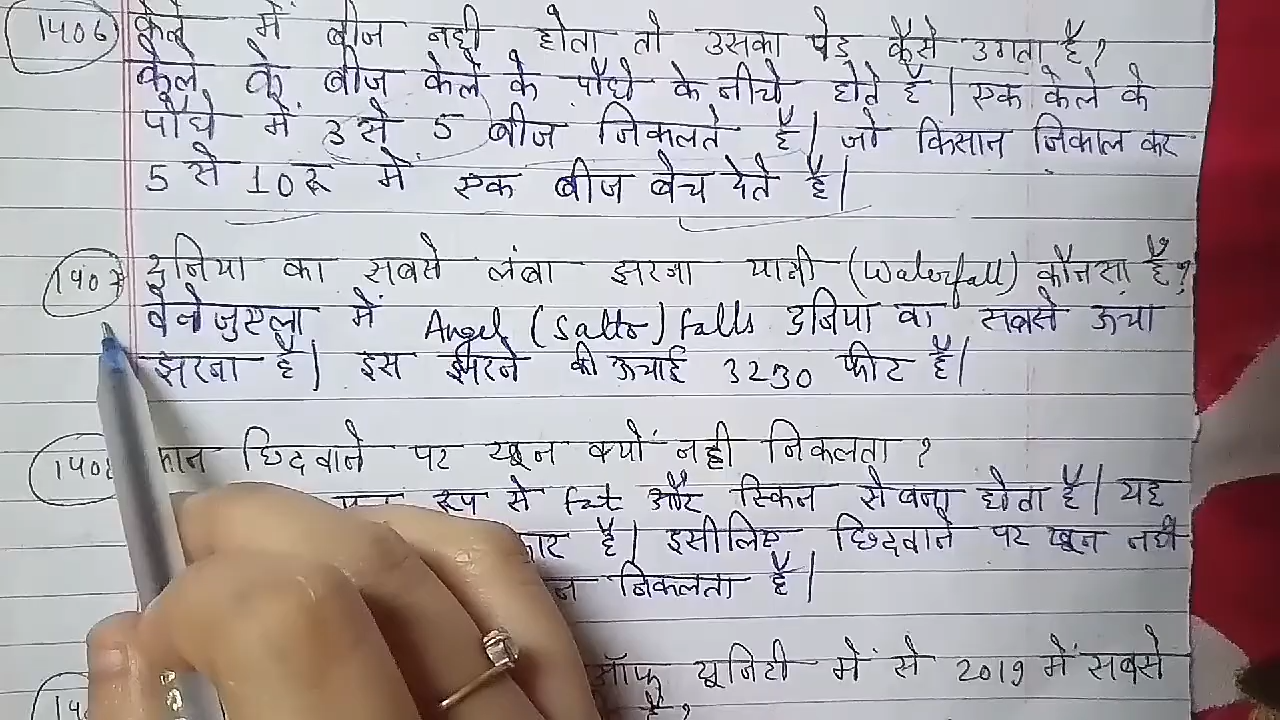 1406 केले में बीज नही होता तो उसका पेड़ कैसे उगता है?
केले के बीज केले के पौधे के नीचे होते है। एक केले के
पौधे में 3 से 5 बीज निकलते है। जो किसान निकाल कर
5 से 10 रू में एक बीज बेच देते है।
1407 दुनिया का सबसे लंबा झरना यानी (Waterfall) कौनसा है?
वेनेजुएला में Angel (Salto) falls दुनिया का सबसे ऊंचा
झरना है। इस झरने की ऊंचाई 3230 फीट है।
कान छिदवाने पर खून क्यों नही निकलता?
रूप से fat और स्किन से बना होता है। यह
है। इसीलिए छिदवाने पर खून नही
निकलता है।
ऑफ यूनिटी में से 2019 में सबसे
है?